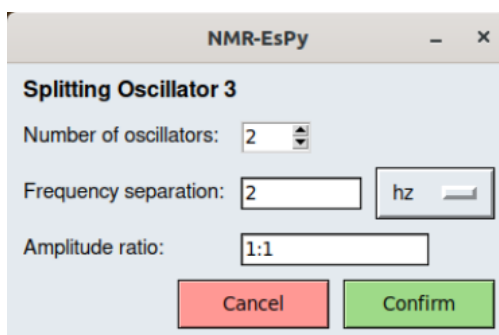 NMR-EsPy
Splitting Oscillator 3
Number of oscillators: 2
Frequency separation: 2 hz
Amplitude ratio: 1:1
Cancel Confirm